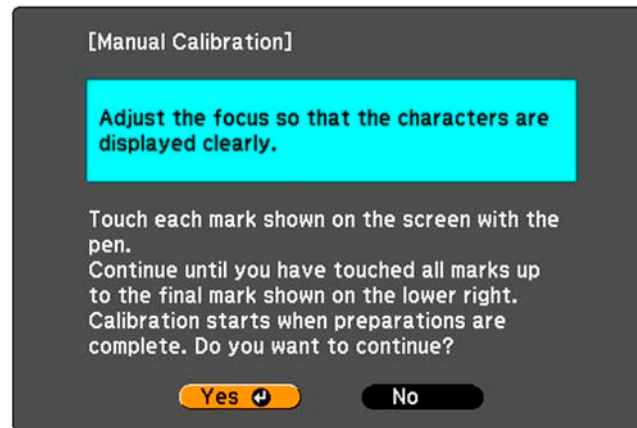 [Manual Calibration]
Adjust the focus so that the characters are
displayed clearly.
Touch each mark shown on the screen with the
pen.
Continue until you have touched all marks up
to the final mark shown on the lower right.
Calibration starts when preparations are
complete. Do you want to continue?
Yes
No